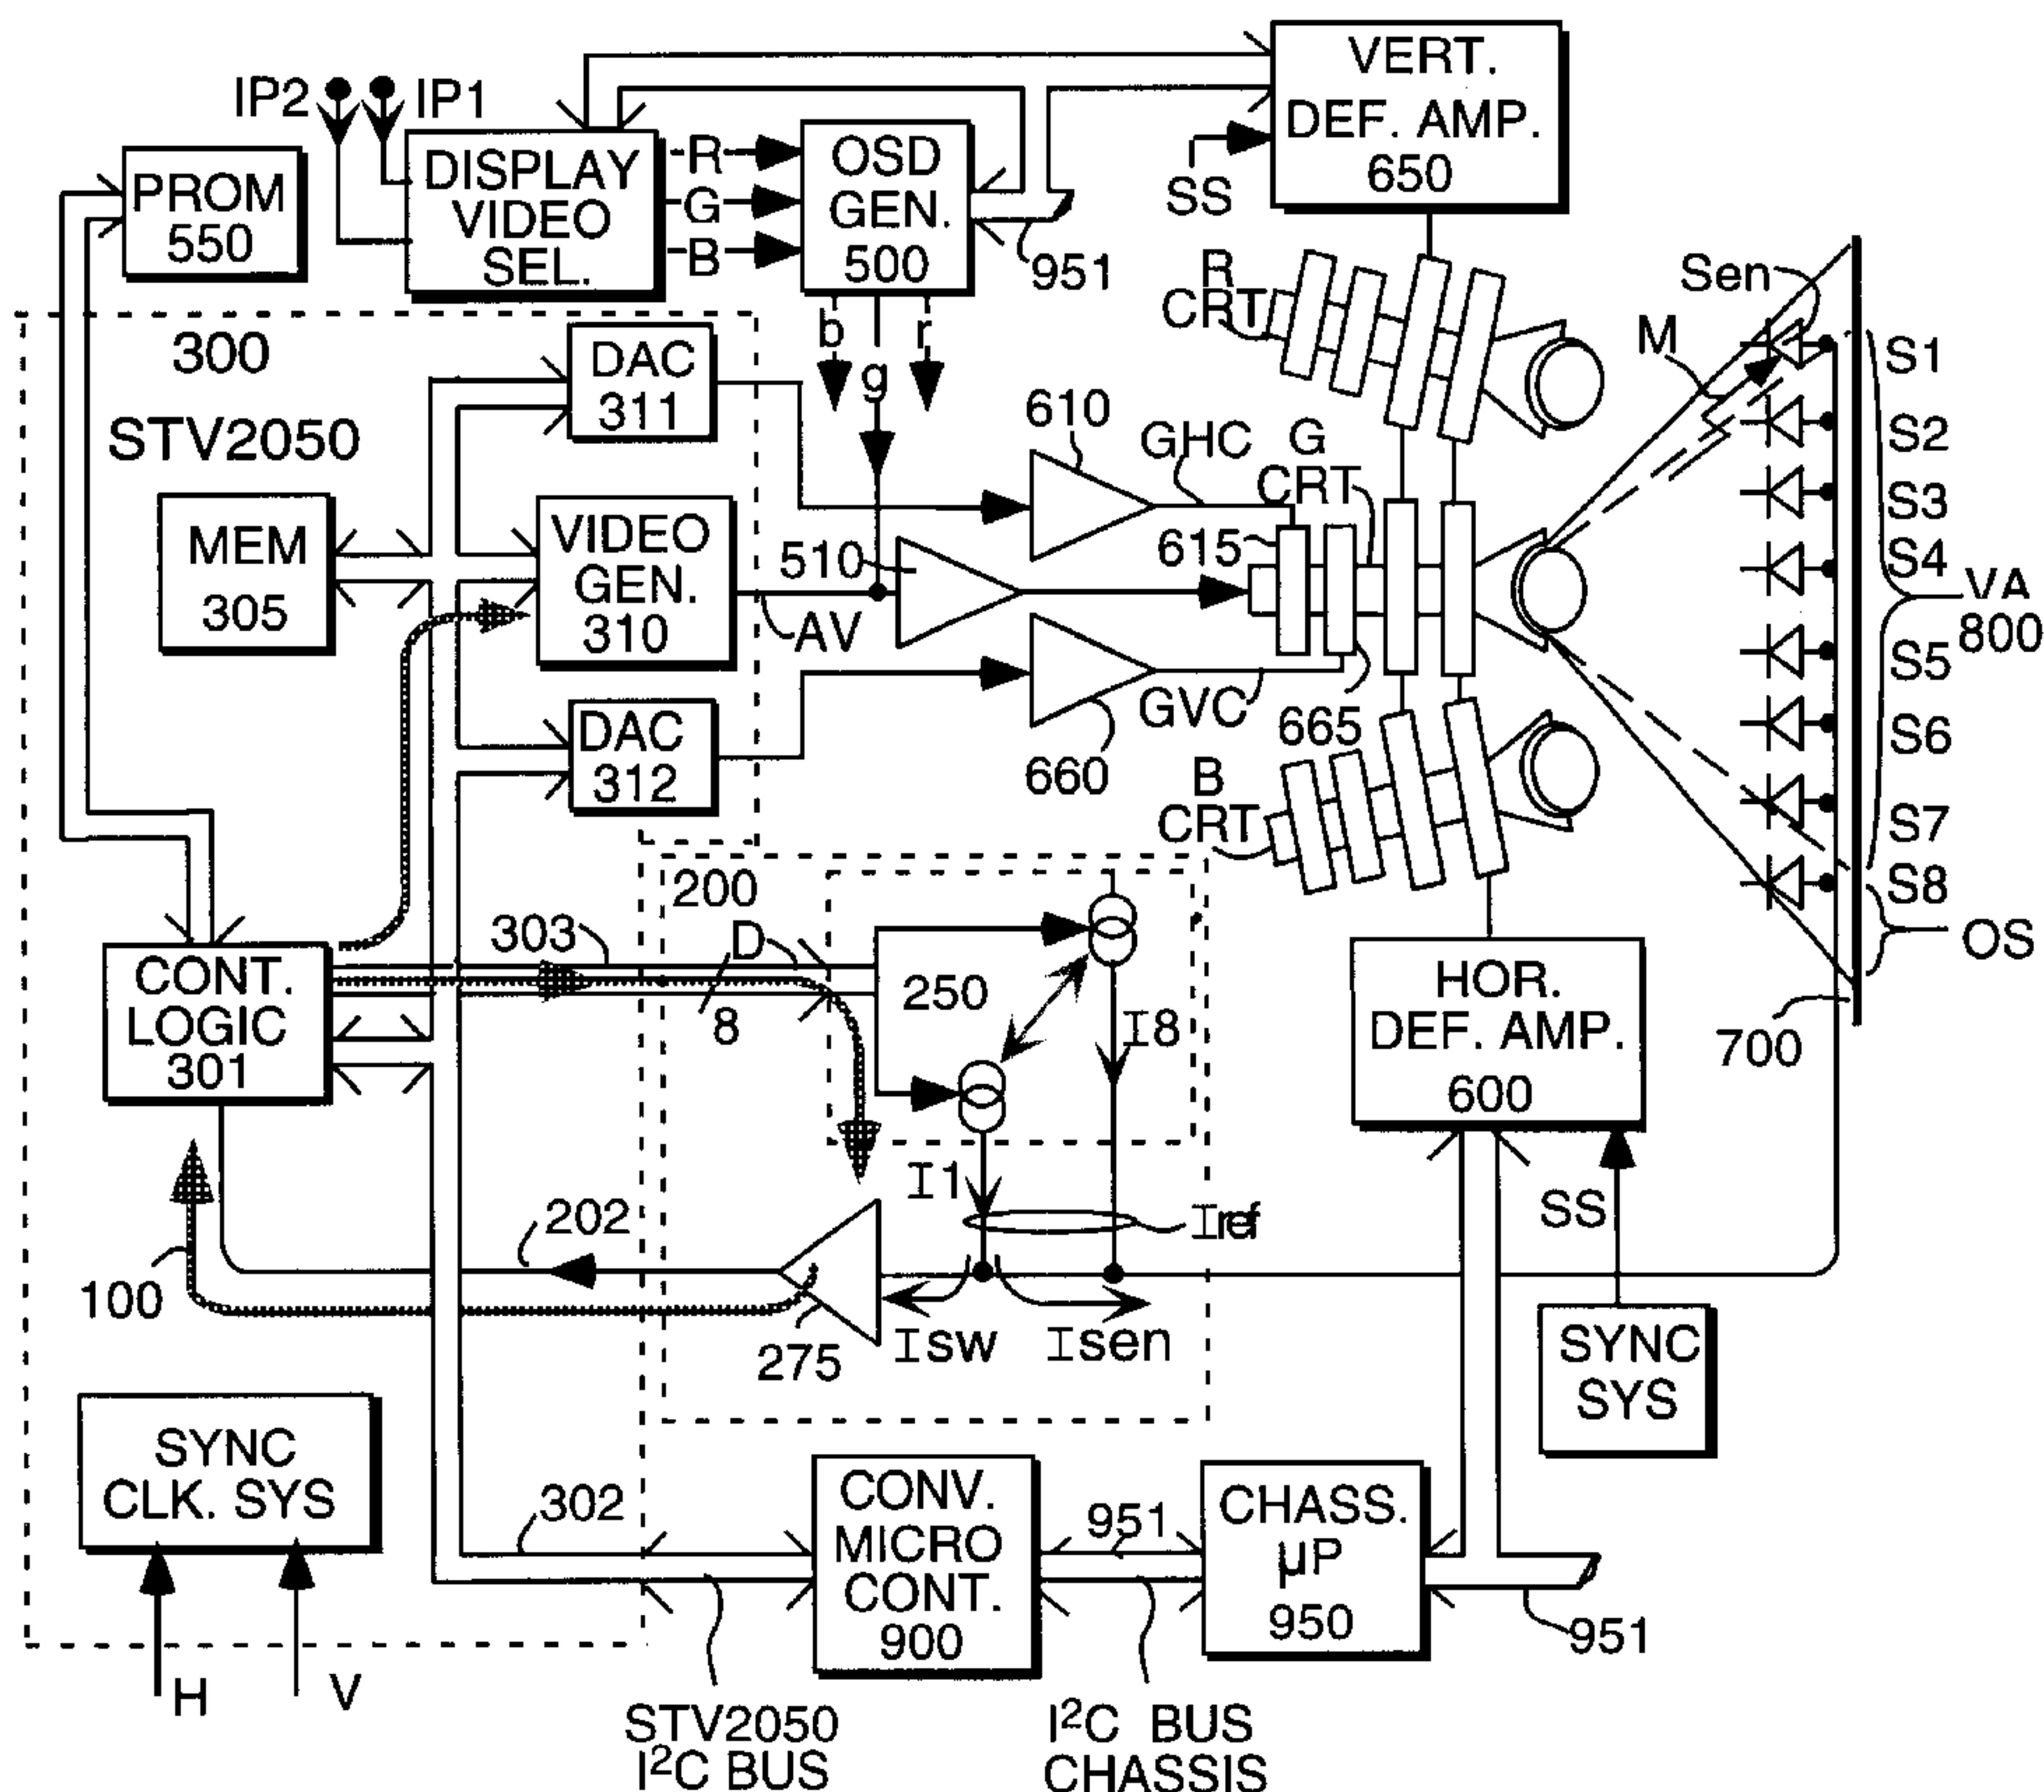 VERT.
DEF. AMP.
650
SS
IP2
IP1
DISPLAY
VIDEO
SEL.
R
G
B
OSD
GEN.
500
951
PROM
550
b
g
r
R
CRT
Sen
M
S1
S2
S3
S4
S5
S6
S7
S8
VA
800
OS
700
300
STV2050
DAC
311
MEM
305
VIDEO
GEN.
310
DAC
312
510
AV
610
GHC
G
CRT
615
GVC
665
660
B
CRT
200
303
D
8
250
I8
I1
Iref
CONT.
LOGIC
301
202
100
275
Isw
Isen
HOR.
DEF. AMP.
600
SS
SYNC
SYS
SYNC
CLK. SYS
H
V
302
CONV.
MICRO
CONT.
900
951
CHASS.
µP
950
951
STV2050
I²C BUS
I²C BUS
CHASSIS